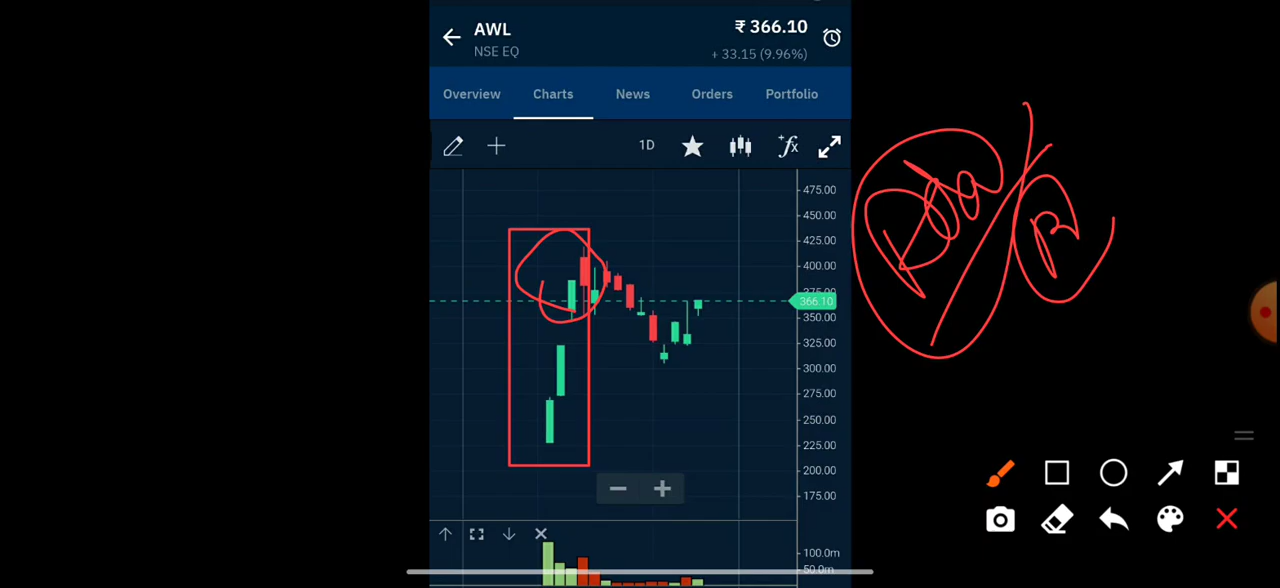 AWL
₹ 366.10
NSE EQ
+ 33.15 (9.96%)
Overview Charts News Orders Portfolio
1D
475.00
450.00
425.00
400.00
375.00
366.10
350.00
325.00
300.00
275.00
250.00
225.00
200.00
175.00
100.0m
50.0m